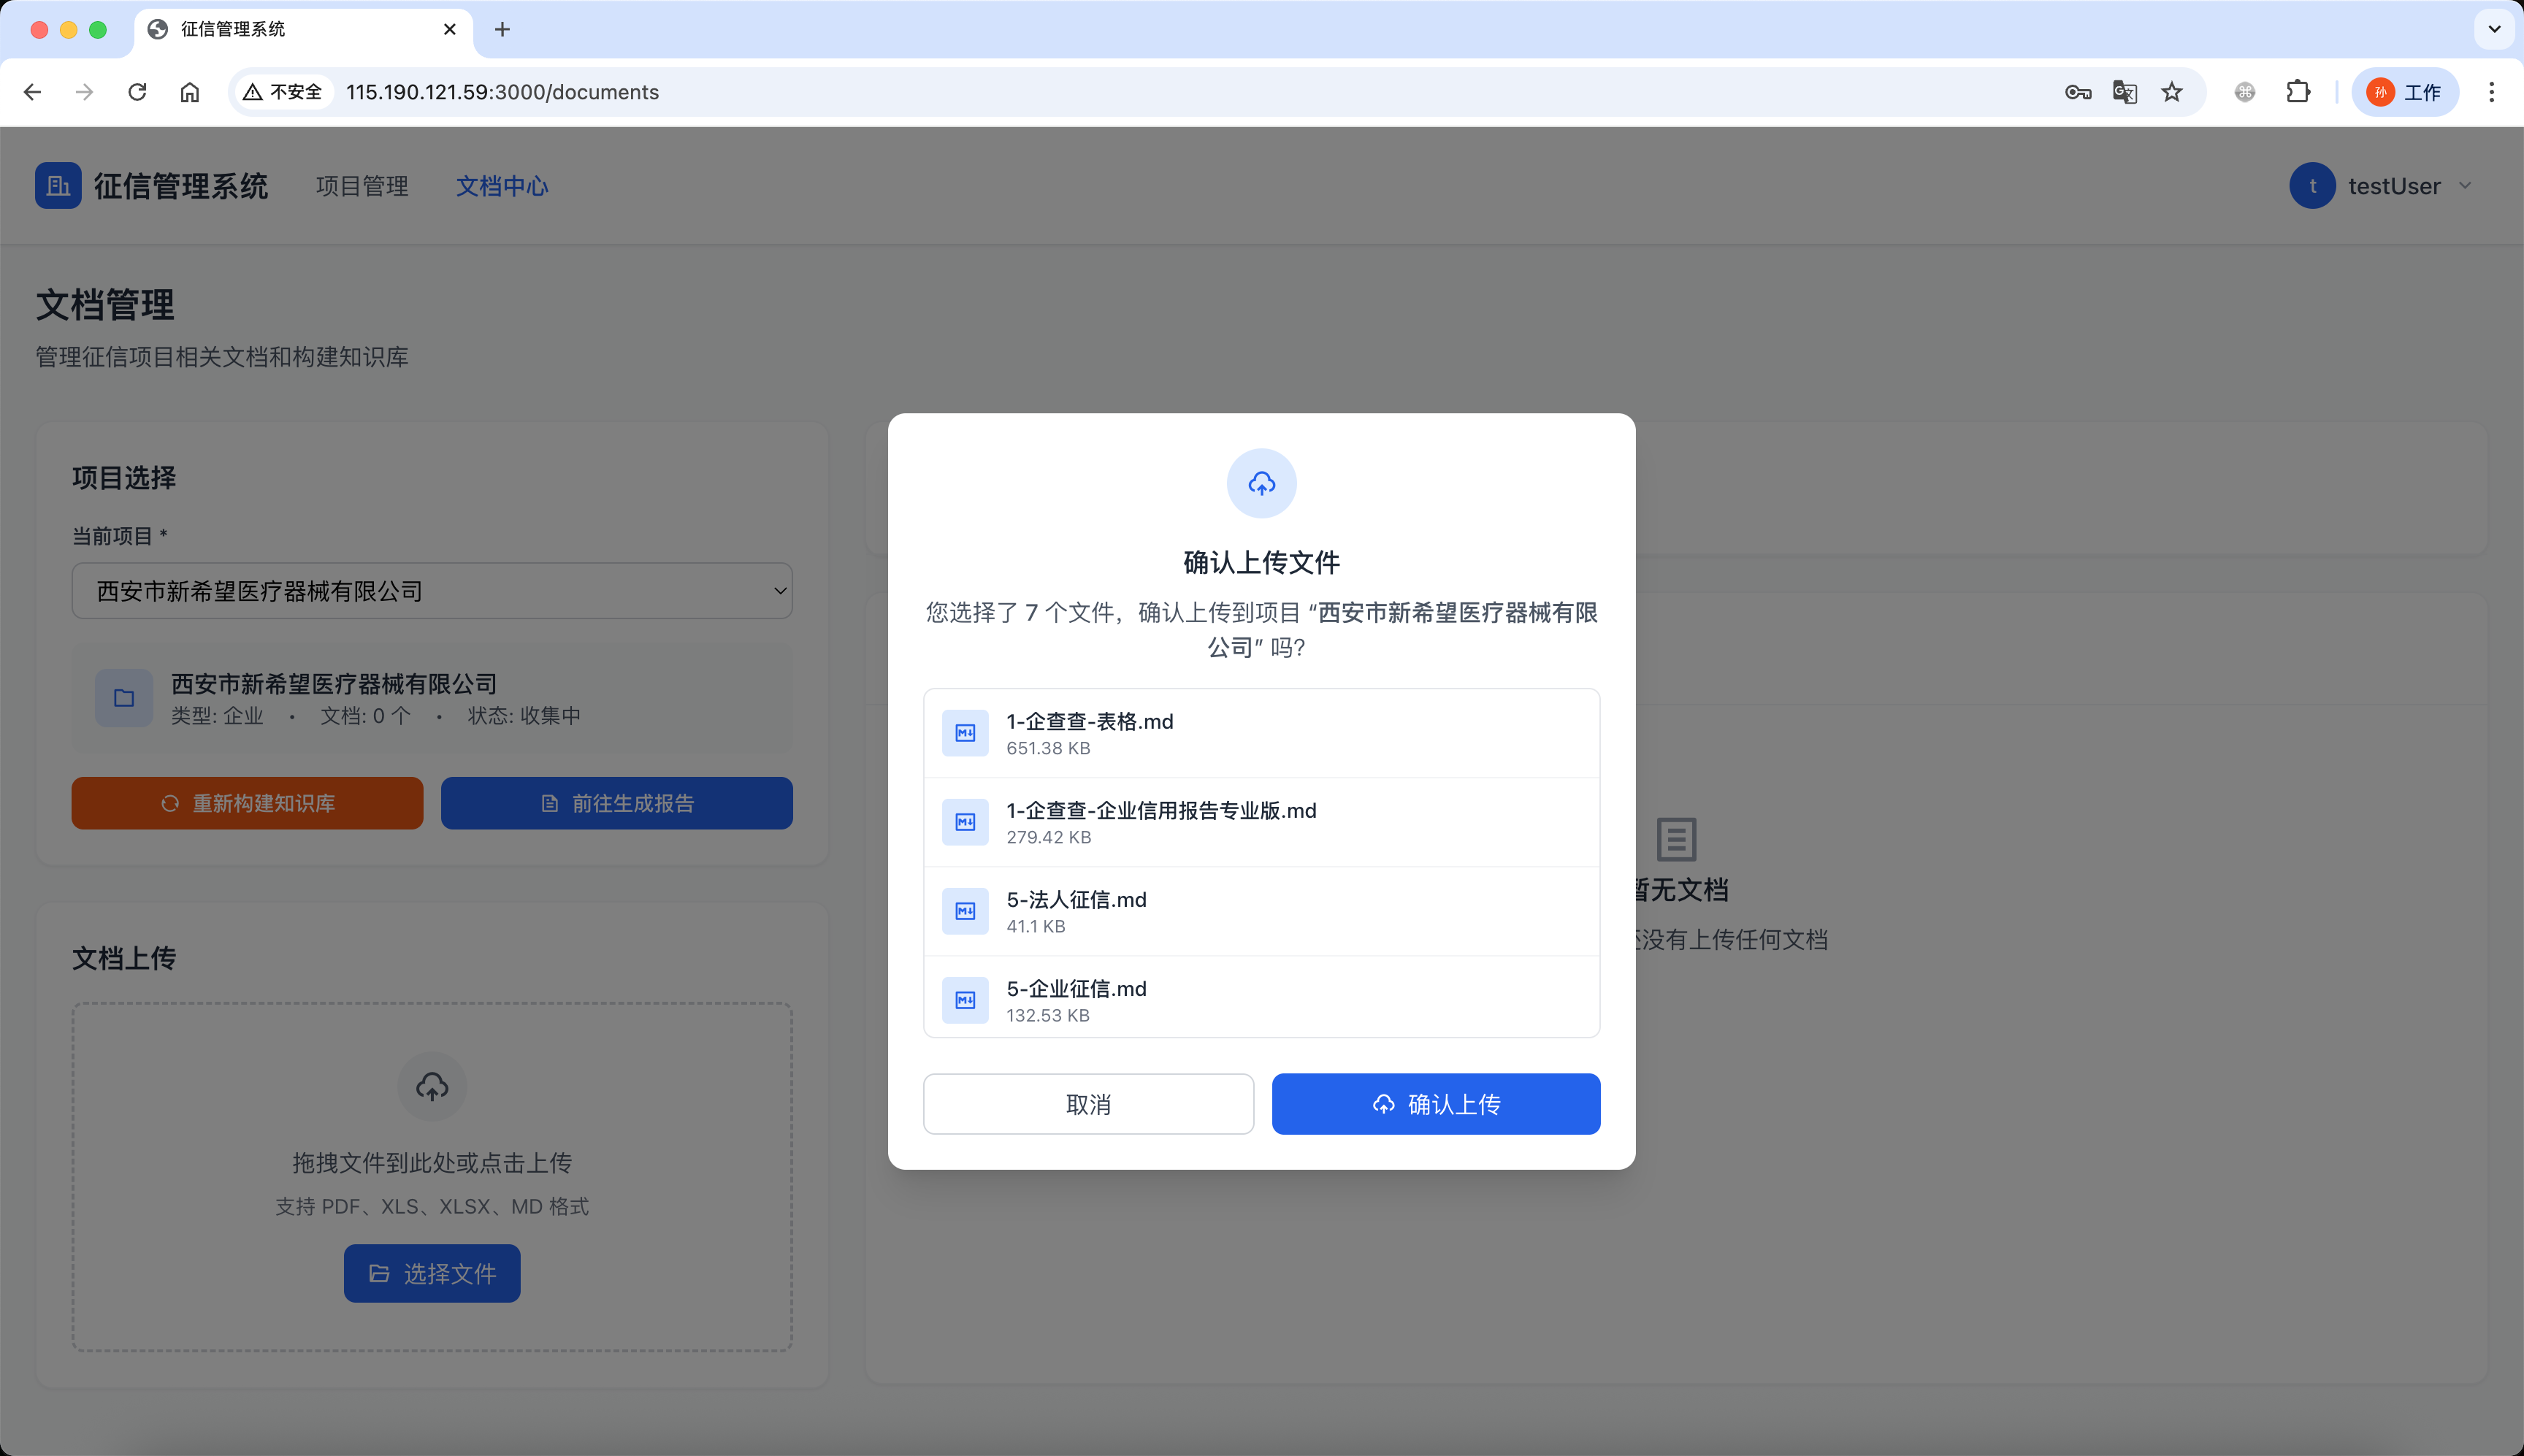 征信管理系统
不安全
115.190.121.59:3000/documents
孙
工作
征信管理系统
项目管理
文档中心
t
testUser
文档管理
管理征信项目相关文档和构建知识库
项目选择
当前项目 *
西安市新希望医疗器械有限公司
西安市新希望医疗器械有限公司
类型: 企业 • 文档: 0 个 • 状态: 收集中
重新构建知识库
前往生成报告
文档上传
拖拽文件到此处或点击上传
支持 PDF、XLS、XLSX、MD 格式
选择文件
确认上传文件
您选择了 7 个文件，确认上传到项目 “西安市新希望医疗器械有限
公司” 吗?
1-企查查-表格.md
651.38 KB
1-企查查-企业信用报告专业版.md
279.42 KB
5-法人征信.md
41.1 KB
5-企业征信.md
132.53 KB
取消
确认上传
暂无文档
没有上传任何文档